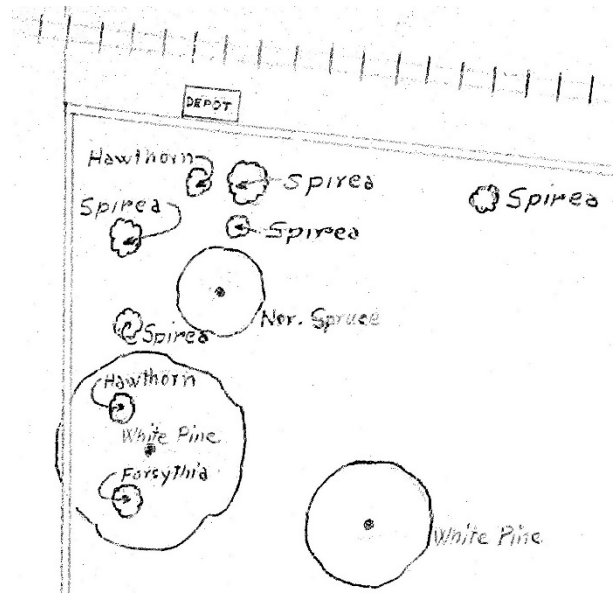 DEPOT
Hawthorn
Spirea
Spirea
Spirea
Spirea
Nor. Spruce
Spirea
Hawthorn
White Pine
Forsythia
White Pine